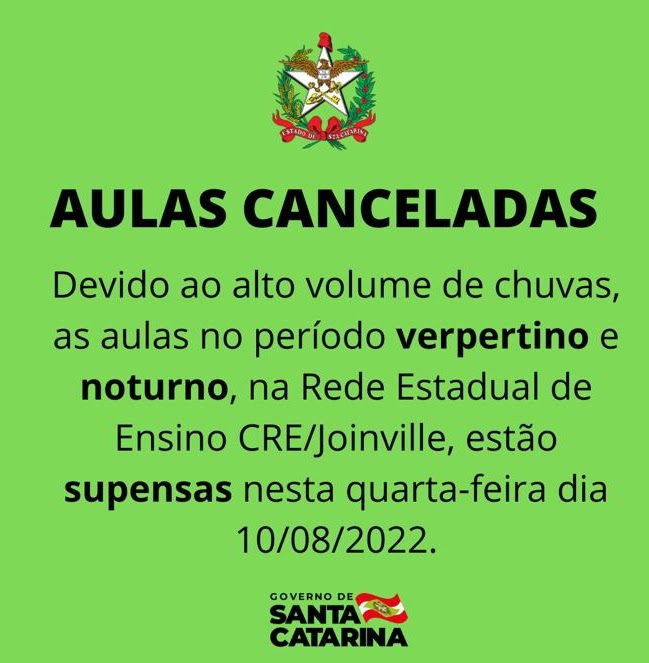 ESTADO DE STA CATARINA
AULAS CANCELADAS
Devido ao alto volume de chuvas,
as aulas no período verpertino e
noturno, na Rede Estadual de
Ensino CRE/Joinville, estão
supensas nesta quarta-feira dia
10/08/2022.
GOVERNO DE
SANTA
CATARINA